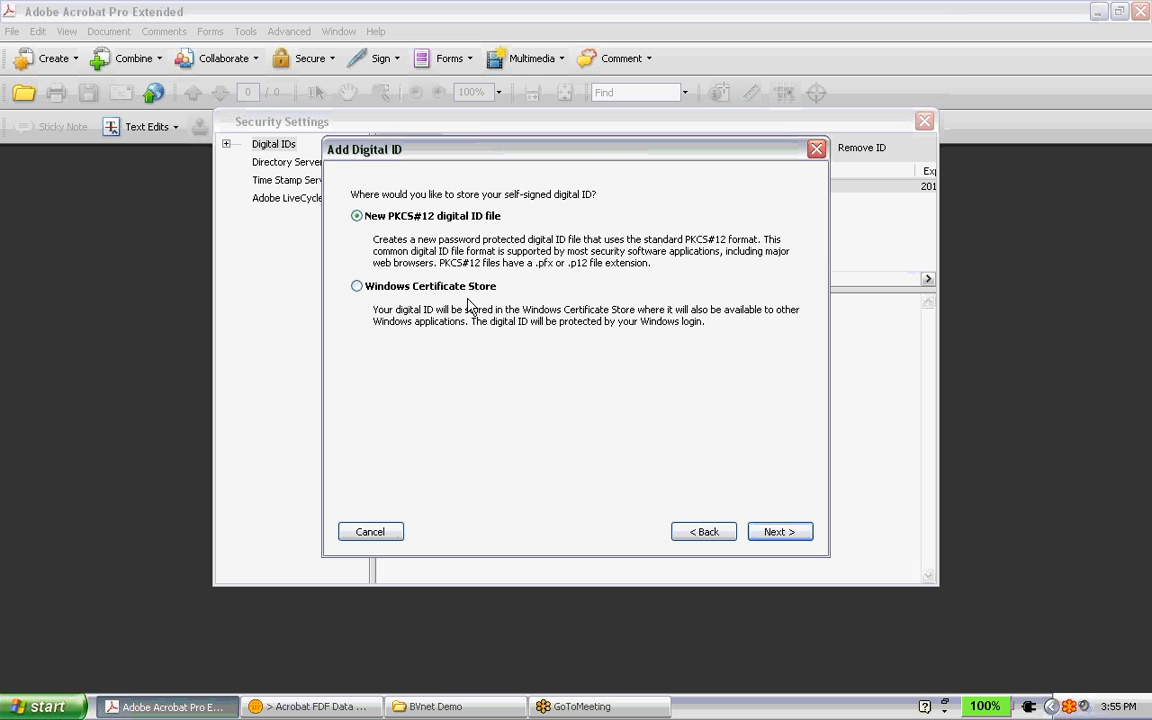 Adobe Acrobat Pro Extended
File Edit View Document Comments Forms Tools Advanced Window Help
Create Combine Collaborate Secure Sign Forms Multimedia Comment
0 / 0 100% Find
Sticky Note Text Edits
Security Settings
Digital IDs
Directory Server
Time Stamp Serv
Adobe LiveCycle
Remove ID
Exp
201
Add Digital ID
Where would you like to store your self-signed digital ID?
New PKCS#12 digital ID file
Creates a new password protected digital ID file that uses the standard PKCS#12 format. This
common digital ID file format is supported by most security software applications, including major
web browsers. PKCS#12 files have a .pfx or .p12 file extension.
Windows Certificate Store
Your digital ID will be stored in the Windows Certificate Store where it will also be available to other
Windows applications. The digital ID will be protected by your Windows login.
Cancel < Back Next >
start Adobe Acrobat Pro E... > Acrobat FDF Data ... BVnet Demo GoToMeeting 100% 3:55 PM